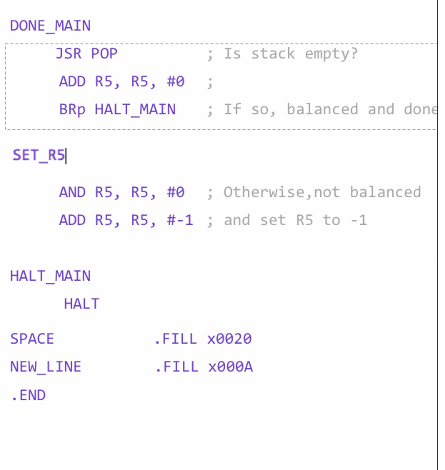 DONE_MAIN
JSR POP ; Is stack empty?
ADD R5, R5, #0 ;
BRp HALT_MAIN ; If so, balanced and done
SET_R5
AND R5, R5, #0 ; Otherwise,not balanced
ADD R5, R5, #-1 ; and set R5 to -1
HALT_MAIN
HALT
SPACE .FILL x0020
NEW_LINE .FILL x000A
.END